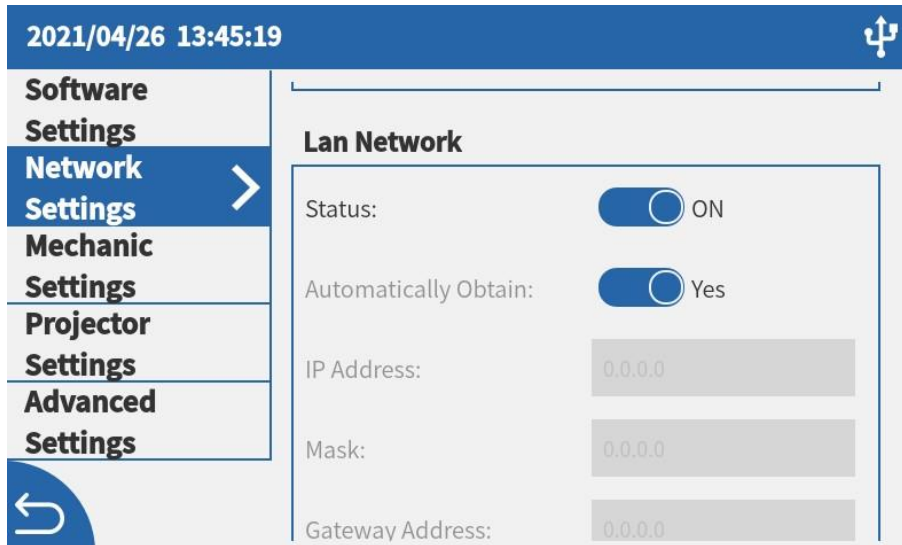 2021/04/26 13:45:19
Software
Settings
Network
Settings
Mechanic
Settings
Projector
Settings
Advanced
Settings
Lan Network
Status: ON
Automatically Obtain: Yes
IP Address: 0.0.0.0
Mask: 0.0.0.0
Gateway Address: 0.0.0.0